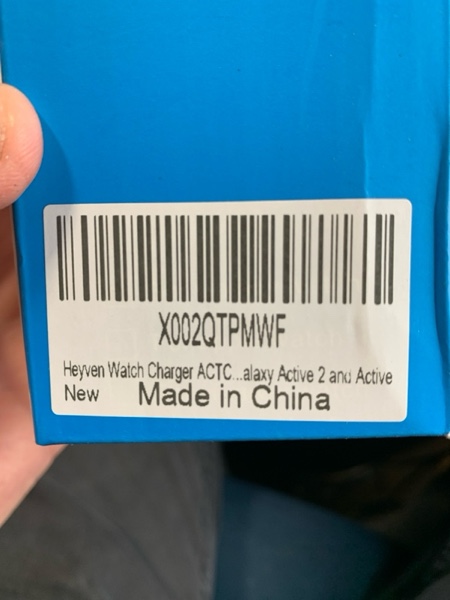 X002QTPMWF
Heyven Watch Charger ACTC...alaxy Active 2 and Active
New
Made in China